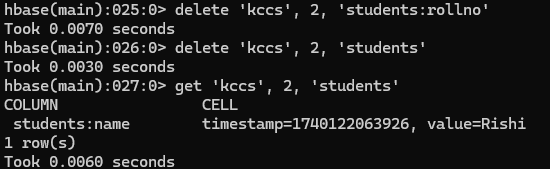 hbase(main):025:0> delete 'kccs', 2, 'students:rollno'
Took 0.0070 seconds
hbase(main):026:0> delete 'kccs', 2, 'students'
Took 0.0030 seconds
hbase(main):027:0> get 'kccs', 2, 'students'
COLUMN                  CELL
 students:name          timestamp=1740122063926, value=Rishi
1 row(s)
Took 0.0060 seconds